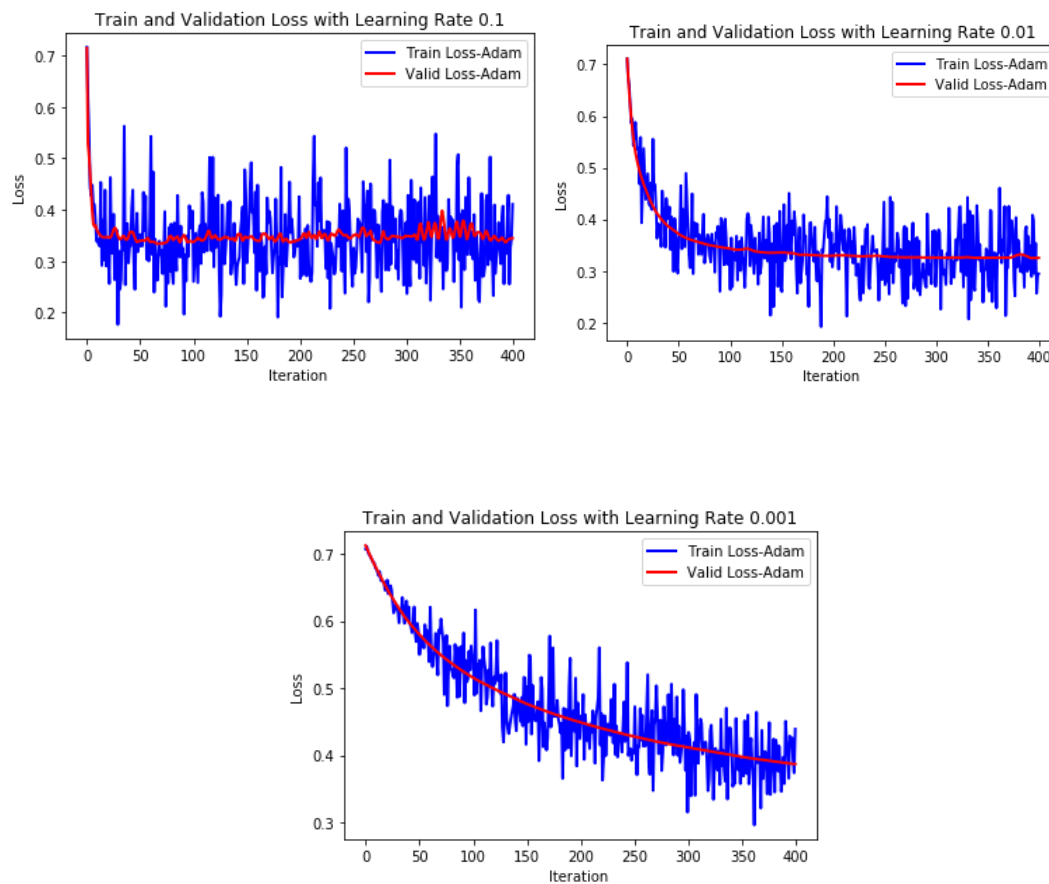 Train and Validation Loss with Learning Rate 0.1
Train Loss-Adam
Valid Loss-Adam
Loss
0.7
0.6
0.5
0.4
0.3
0.2
0 50 100 150 200 250 300 350 400
Iteration
Train and Validation Loss with Learning Rate 0.01
Train Loss-Adam
Valid Loss-Adam
Loss
0.7
0.6
0.5
0.4
0.3
0.2
0 50 100 150 200 250 300 350 400
Iteration
Train and Validation Loss with Learning Rate 0.001
Train Loss-Adam
Valid Loss-Adam
Loss
0.7
0.6
0.5
0.4
0.3
0 50 100 150 200 250 300 350 400
Iteration